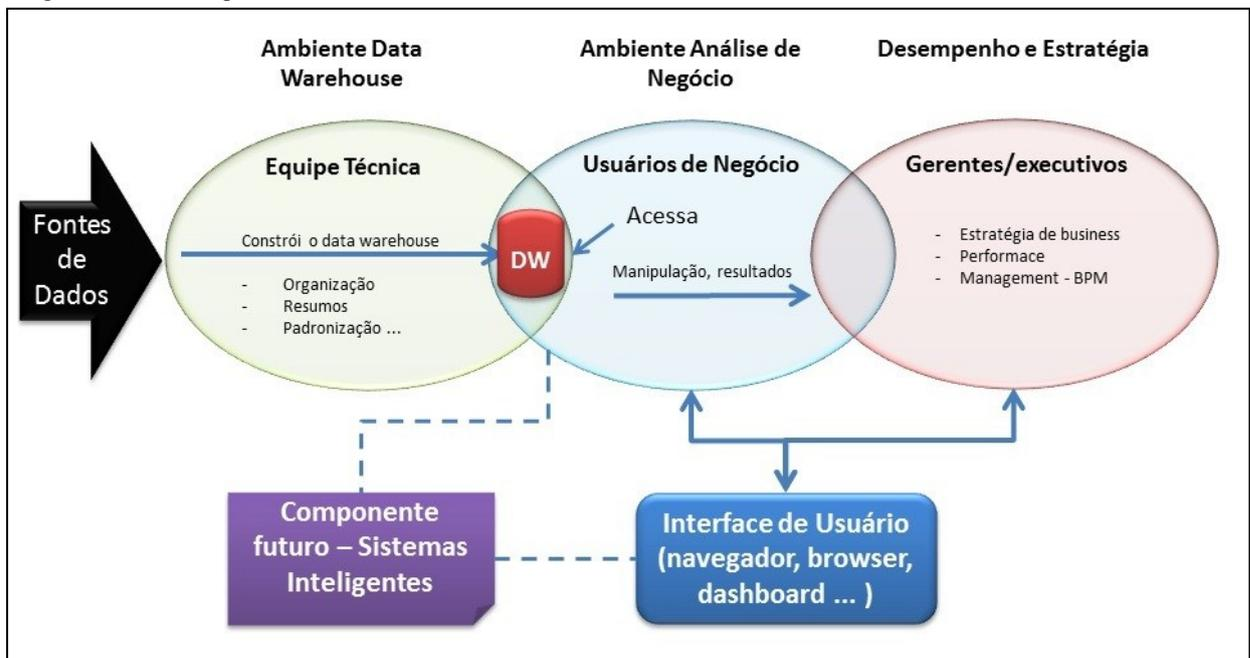 Ambiente Data
Warehouse
Ambiente Análise de
Negócio
Desempenho e Estratégia
Fontes
de
Dados
Equipe Técnica
Constrói o data warehouse
- Organização
- Resumos
- Padronização ...
DW
Usuários de Negócio
Acessa
Manipulação, resultados
Gerentes/executivos
- Estratégia de business
- Performace
- Management - BPM
Componente
futuro – Sistemas
Inteligentes
Interface de Usuário
(navegador, browser,
dashboard ... )